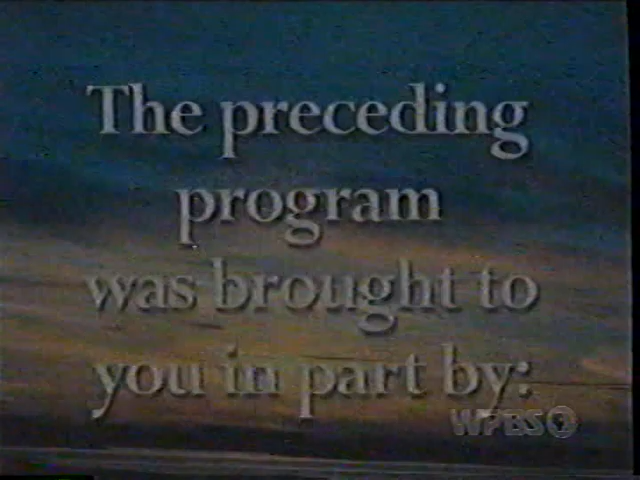 The preceding
program
was brought to
you in part by:
WPBS